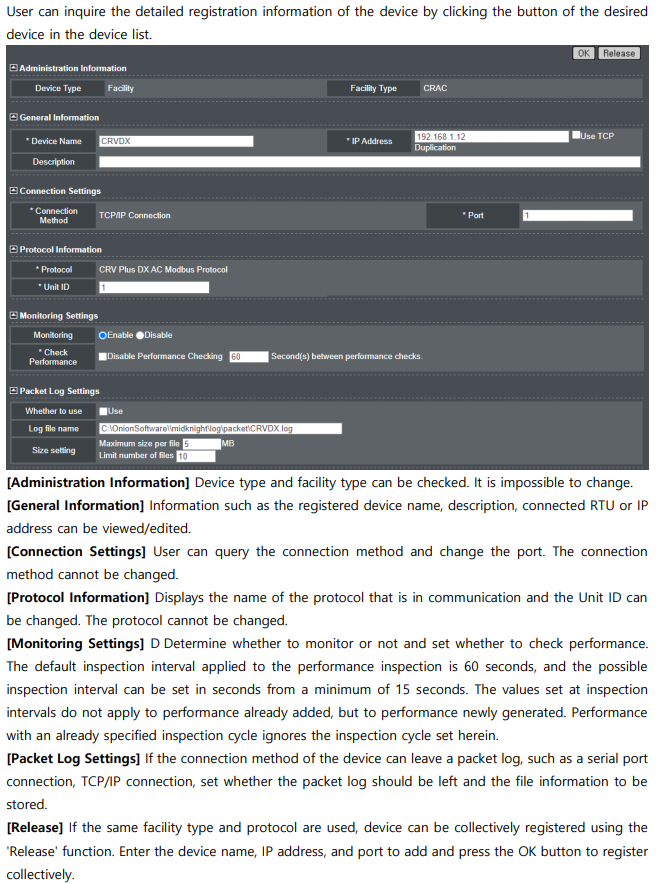 User can inquire the detailed registration information of the device by clicking the button of the desired
device in the device list.
OK Release
Administration Information
Device Type Facility Facility Type CRAC
General Information
* Device Name CRVDX * IP Address 192.168.1.12 Use TCP
Duplication
Description
Connection Settings
* Connection
Method TCP/IP Connection * Port 1
Protocol Information
* Protocol CRV Plus DX AC Modbus Protocol
* Unit ID 1
Monitoring Settings
Monitoring Enable Disable
* Check
Performance Disable Performance Checking 60 Second(s) between performance checks.
Packet Log Settings
Whether to use Use
Log file name C:\OnionSoftware\\midknight\log\packet\CRVDX.log
Size setting Maximum size per file 5 MB
Limit number of files 10
[Administration Information] Device type and facility type can be checked. It is impossible to change.
[General Information] Information such as the registered device name, description, connected RTU or IP
address can be viewed/edited.
[Connection Settings] User can query the connection method and change the port. The connection
method cannot be changed.
[Protocol Information] Displays the name of the protocol that is in communication and the Unit ID can
be changed. The protocol cannot be changed.
[Monitoring Settings] D Determine whether to monitor or not and set whether to check performance.
The default inspection interval applied to the performance inspection is 60 seconds, and the possible
inspection interval can be set in seconds from a minimum of 15 seconds. The values set at inspection
intervals do not apply to performance already added, but to performance newly generated. Performance
with an already specified inspection cycle ignores the inspection cycle set herein.
[Packet Log Settings] If the connection method of the device can leave a packet log, such as a serial port
connection, TCP/IP connection, set whether the packet log should be left and the file information to be
stored.
[Release] If the same facility type and protocol are used, device can be collectively registered using the
'Release' function. Enter the device name, IP address, and port to add and press the OK button to register
collectively.